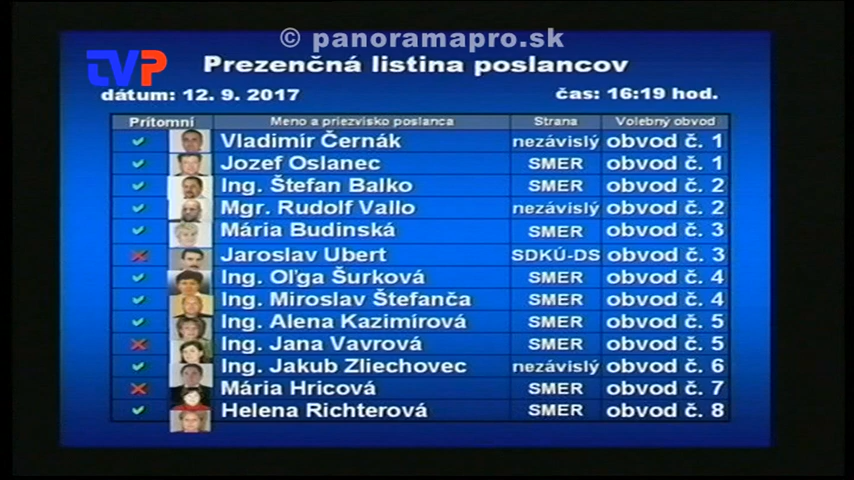 © panoramapro.sk
TVP
Prezenčná listina poslancov
dátum: 12. 9. 2017 čas: 16:19 hod.
Prítomní Meno a priezvisko poslanca Strana Volebný obvod
Vladimír Černák nezávislý obvod č. 1
Jozef Oslanec SMER obvod č. 1
Ing. Štefan Balko SMER obvod č. 2
Mgr. Rudolf Vallo nezávislý obvod č. 2
Mária Budinská SMER obvod č. 3
Jaroslav Ubert SDKÚ-DS obvod č. 3
Ing. Oľga Šurková SMER obvod č. 4
Ing. Miroslav Štefanča SMER obvod č. 4
Ing. Alena Kazimírová SMER obvod č. 5
Ing. Jana Vavrová SMER obvod č. 5
Ing. Jakub Zliechovec nezávislý obvod č. 6
Mária Hricová SMER obvod č. 7
Helena Richterová SMER obvod č. 8